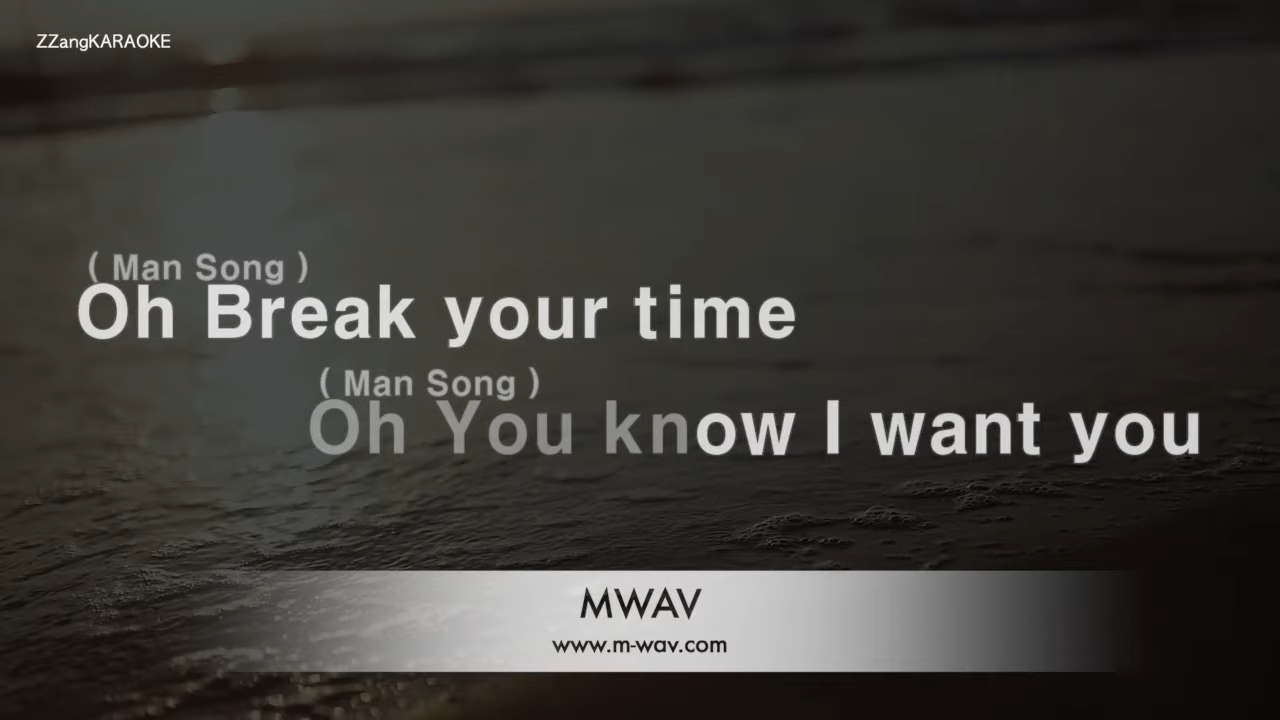 ZZangKARAOKE
( Man Song )
Oh Break your time
( Man Song )
Oh You know I want you
MWAV
www.m-wav.com